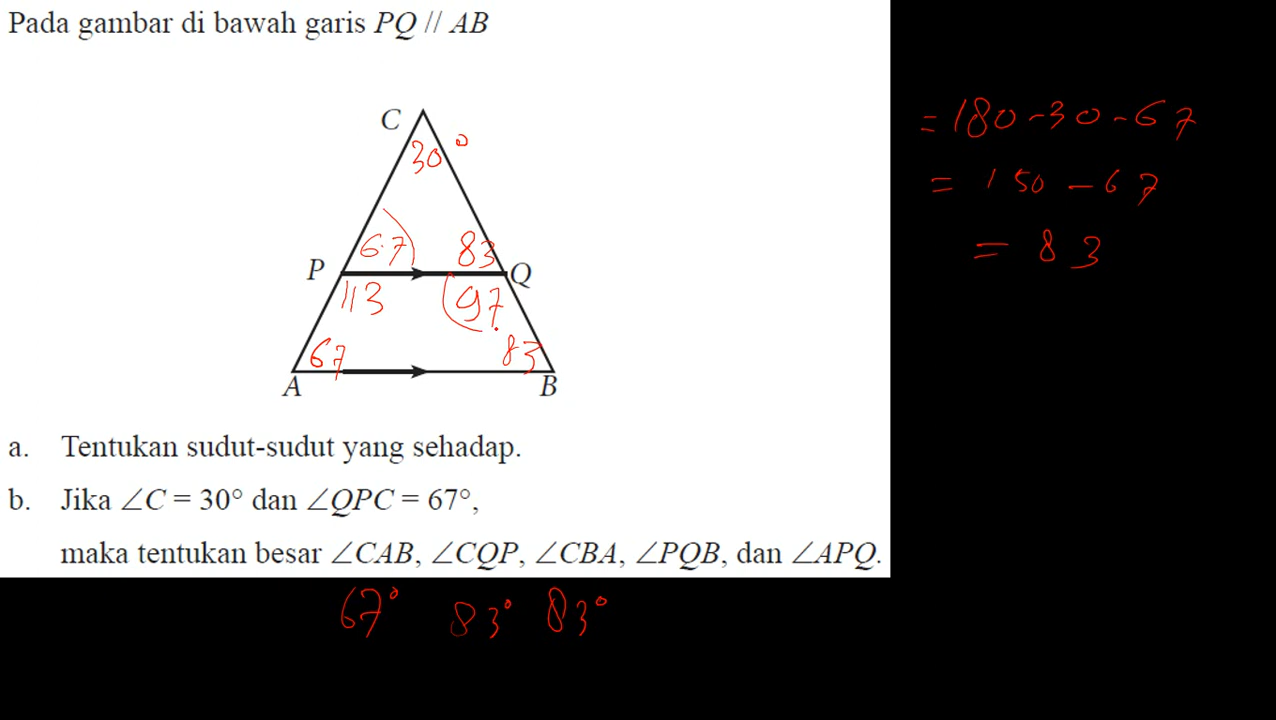 Pada gambar di bawah garis PQ // AB
= 180 - 30 - 67
= 150 - 67
= 83
C
30°
67
83
P
Q
113
97
67
83
A
B
a. Tentukan sudut-sudut yang sehadap.
b. Jika ∠C = 30° dan ∠QPC = 67°,
maka tentukan besar ∠CAB, ∠CQP, ∠CBA, ∠PQB, dan ∠APQ.
67° 83° 83°